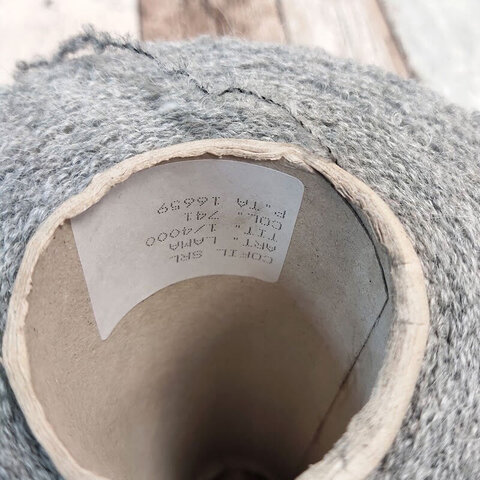 COFIL SRL
ART. LAMA
TIT. 1/4000
COL. 741
P.TA 16659